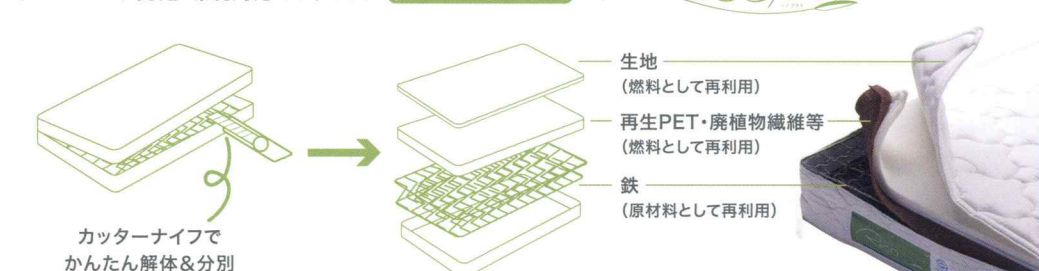 生地
（燃料として再利用）
再生PET・廃植物繊維等
（燃料として再利用）
鉄
（原材料として再利用）
カッターナイフで
かんたん解体&分別